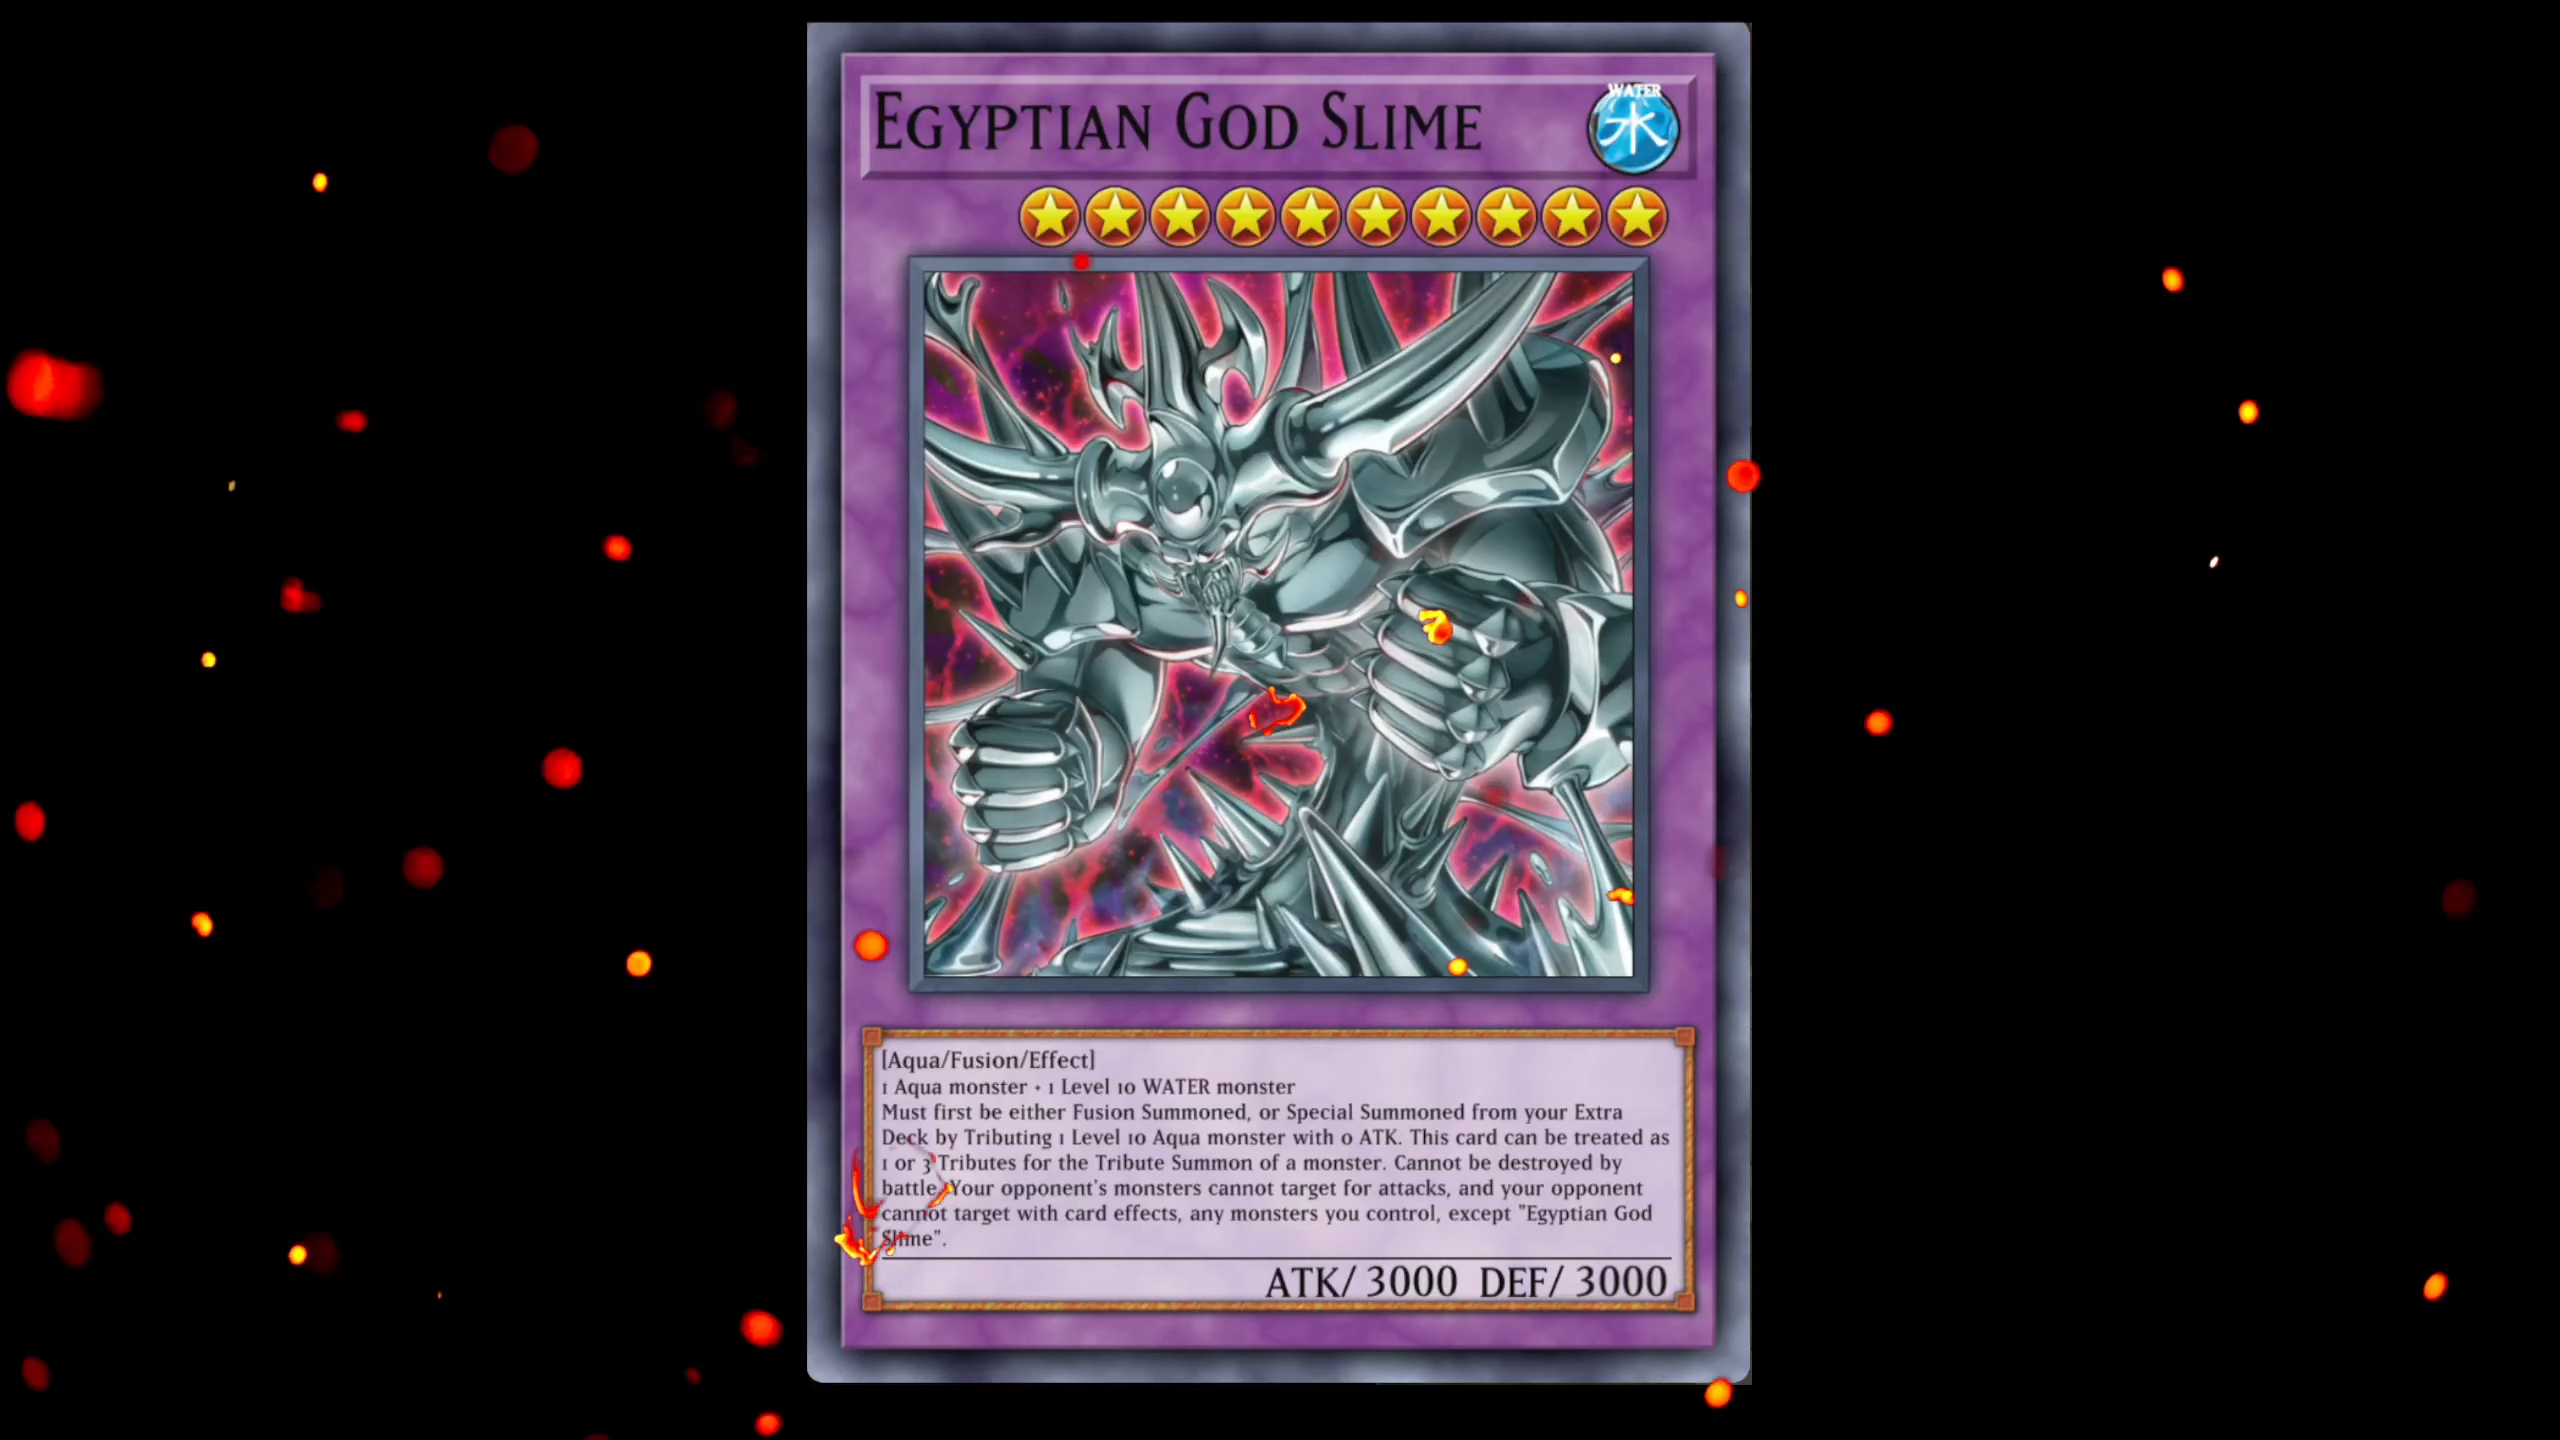 EGYPTIAN GOD SLIME
WATER
水
[Aqua/Fusion/Effect]
1 Aqua monster + 1 Level 10 WATER monster
Must first be either Fusion Summoned, or Special Summoned from your Extra
Deck by Tributing 1 Level 10 Aqua monster with 0 ATK. This card can be treated as
1 or 3 Tributes for the Tribute Summon of a monster. Cannot be destroyed by
battle. Your opponent's monsters cannot target for attacks, and your opponent
cannot target with card effects, any monsters you control, except "Egyptian God
Slime".
ATK/ 3000 DEF/ 3000